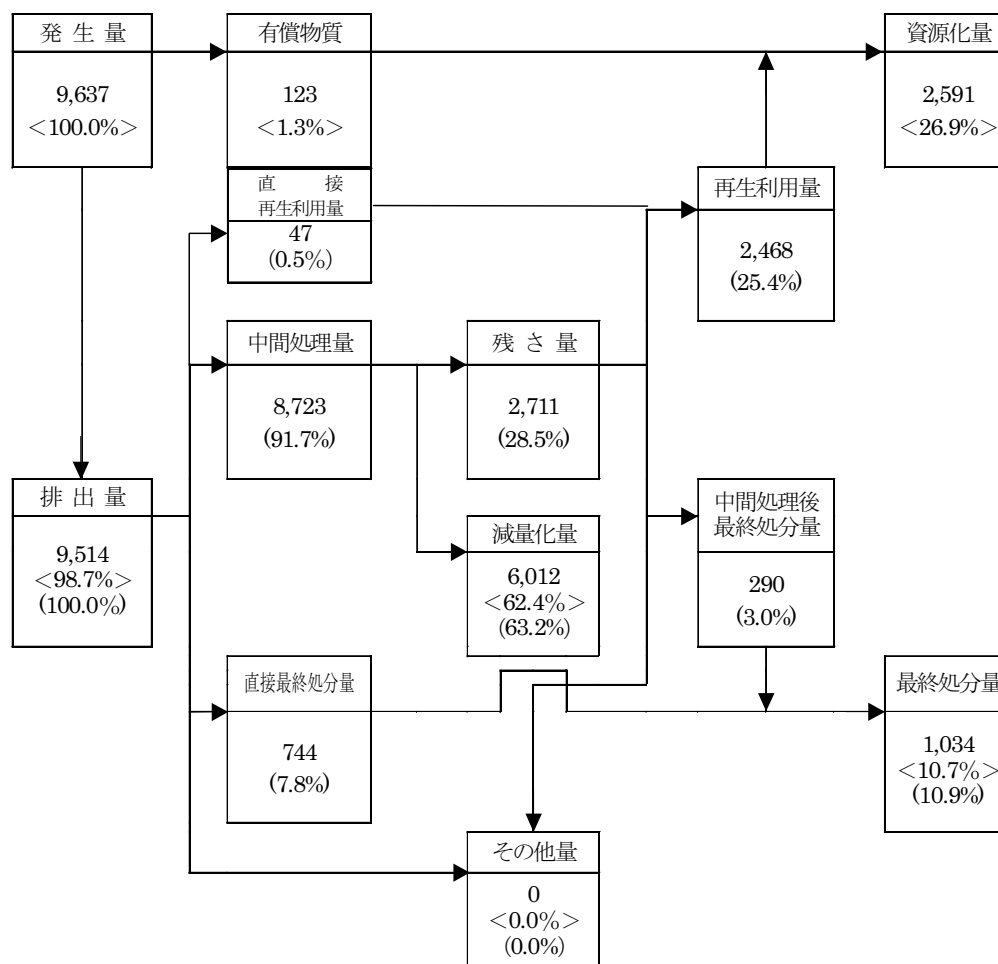 発生量
9,637
<100.0%>
有償物質
123
<1.3%>
資源化量
2,591
<26.9%>
直接
再生利用量
47
(0.5%)
再生利用量
2,468
(25.4%)
中間処理量
8,723
(91.7%)
残さ量
2,711
(28.5%)
排出量
9,514
<98.7%>
(100.0%)
減量化量
6,012
<62.4%>
(63.2%)
中間処理後
最終処分量
290
(3.0%)
直接最終処分量
744
(7.8%)
最終処分量
1,034
<10.7%>
(10.9%)
その他量
0
<0.0%>
(0.0%)